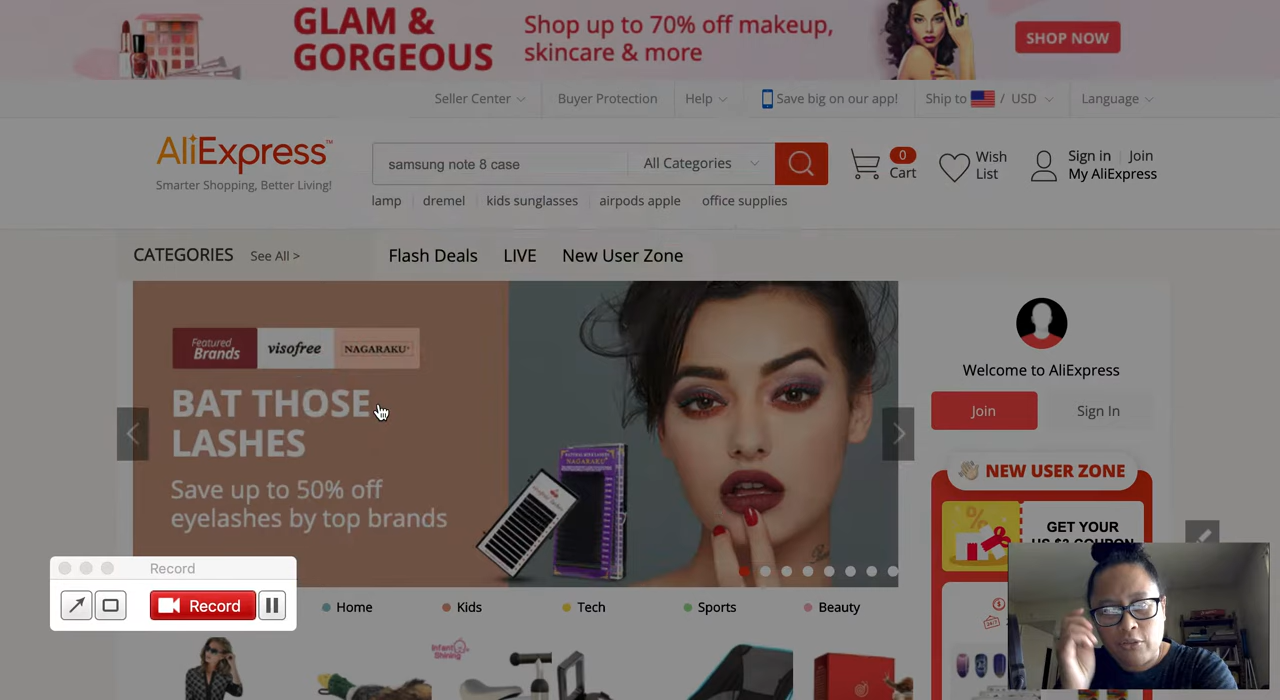 GLAM &
GORGEOUS
Shop up to 70% off makeup,
skincare & more
SHOP NOW
Seller Center
Buyer Protection
Help
Save big on our app!
Ship to / USD
Language
AliExpress™
Smarter Shopping, Better Living!
samsung note 8 case
All Categories
0
Cart
Wish
List
Sign in | Join
My AliExpress
lamp
dremel
kids sunglasses
airpods apple
office supplies
CATEGORIES
See All >
Flash Deals
LIVE
New User Zone
Featured
Brands
visofree
NAGARAKU®
BAT THOSE
LASHES
Save up to 50% off
eyelashes by top brands
NAGARAKU
Welcome to AliExpress
Join
Sign In
NEW USER ZONE
GET YOUR
Record
Record
Home
Kids
Tech
Sports
Beauty
Infant
Shining